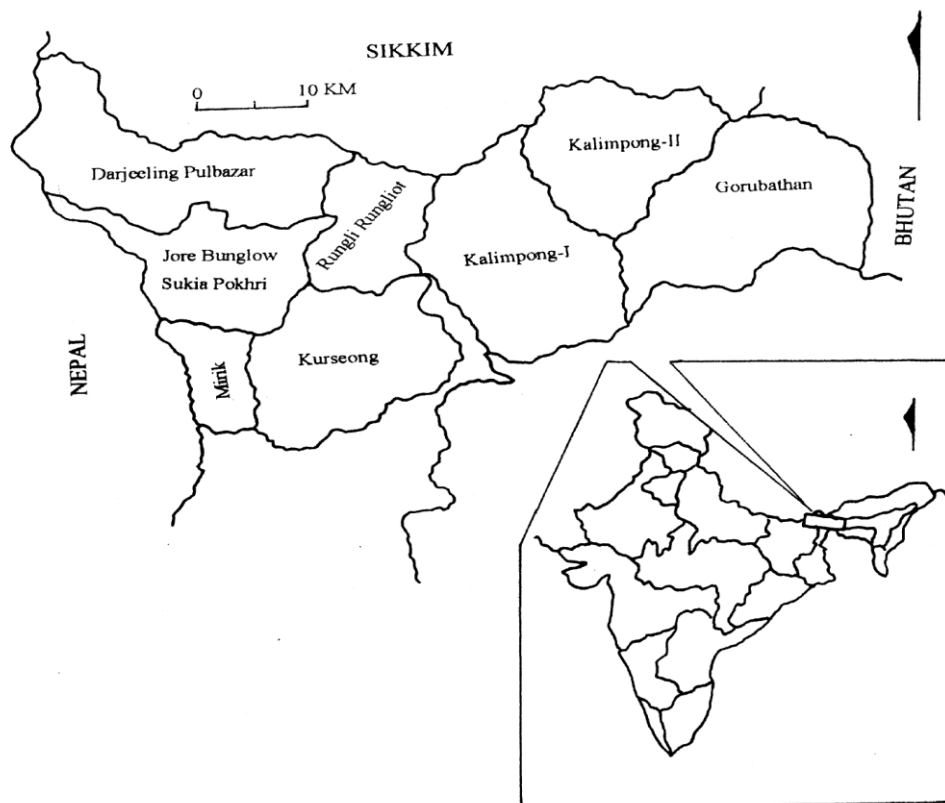 SIKKIM
0 10 KM
Kalimpong-II
Darjeeling Pulbazar
Gorubathan
Rungli Rungliot
BHUTAN
Jore Bunglow
Sukia Pokhri
Kalimpong-I
NEPAL
Mirik
Kurseong